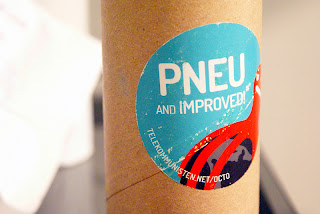 PNEU
AND IMPROVED!
TELEKOMMUNISTEN.NET/OCTO